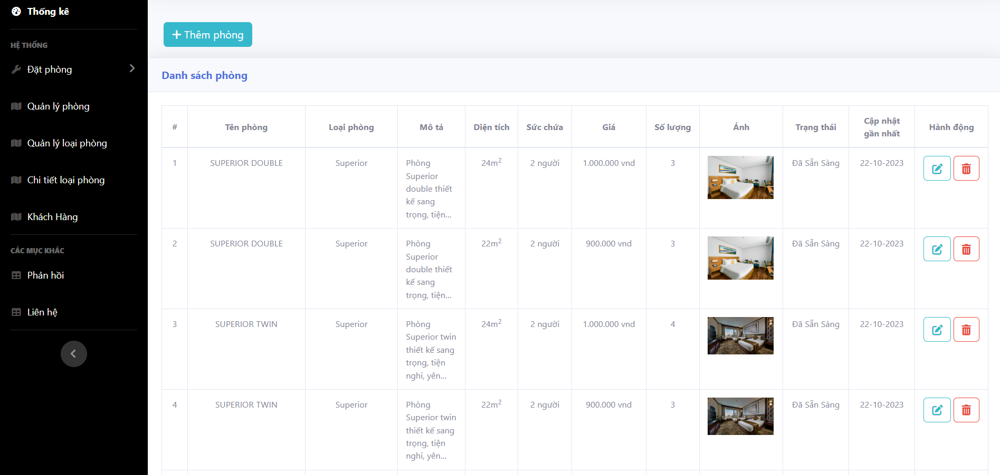 Thống kê
HỆ THỐNG
Đặt phòng
Quản lý phòng
Quản lý loại phòng
Chi tiết loại phòng
Khách Hàng
CÁC MỤC KHÁC
Phản hồi
Liên hệ
Thêm phòng
Danh sách phòng
# Tên phòng Loại phòng Mô tả Diện tích Sức chứa Giá Số lượng Ảnh Trạng thái Cập nhật gần nhất Hành động
1 SUPERIOR DOUBLE Superior Phòng 24m² 2 người 1.000.000 vnd 3 Đã Sẵn Sàng 22-10-2023
Superior
double thiết
kế sang
trọng, tiện...
2 SUPERIOR DOUBLE Superior Phòng 22m² 2 người 900.000 vnd 3 Đã Sẵn Sàng 22-10-2023
Superior
double thiết
kế sang
trọng, tiện...
3 SUPERIOR TWIN Superior Phòng 24m² 2 người 1.000.000 vnd 4 Đã Sẵn Sàng 22-10-2023
Superior twin
thiết kế sang
trọng, tiện
nghi, yên...
4 SUPERIOR TWIN Superior Phòng 22m² 2 người 900.000 vnd 3 Đã Sẵn Sàng 22-10-2023
Superior twin
thiết kế sang
trọng, tiện
nghi, yên...